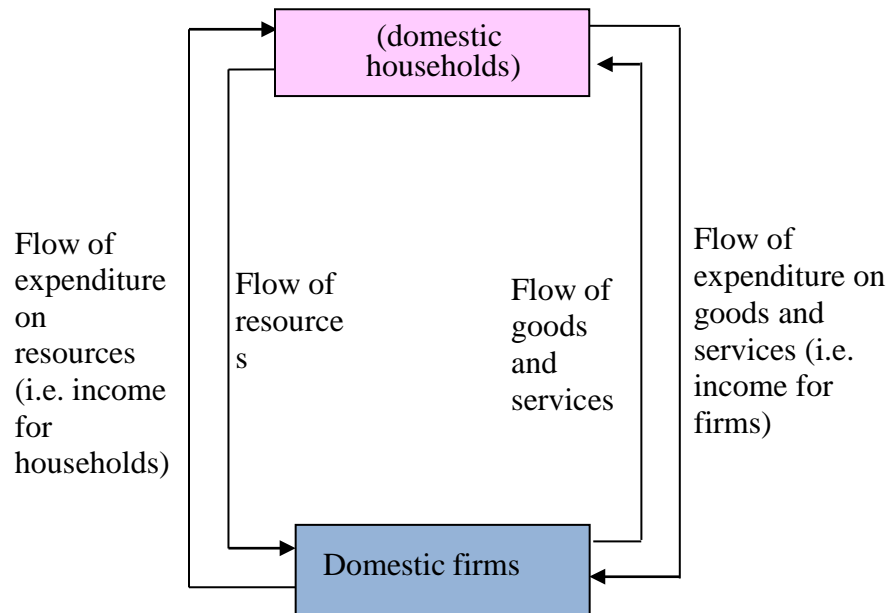 (domestic
households)
Flow of
expenditure
on
resources
(i.e. income
for
households)
Flow of
resource
s
Flow of
goods
and
services
Flow of
expenditure on
goods and
services (i.e.
income for
firms)
Domestic firms